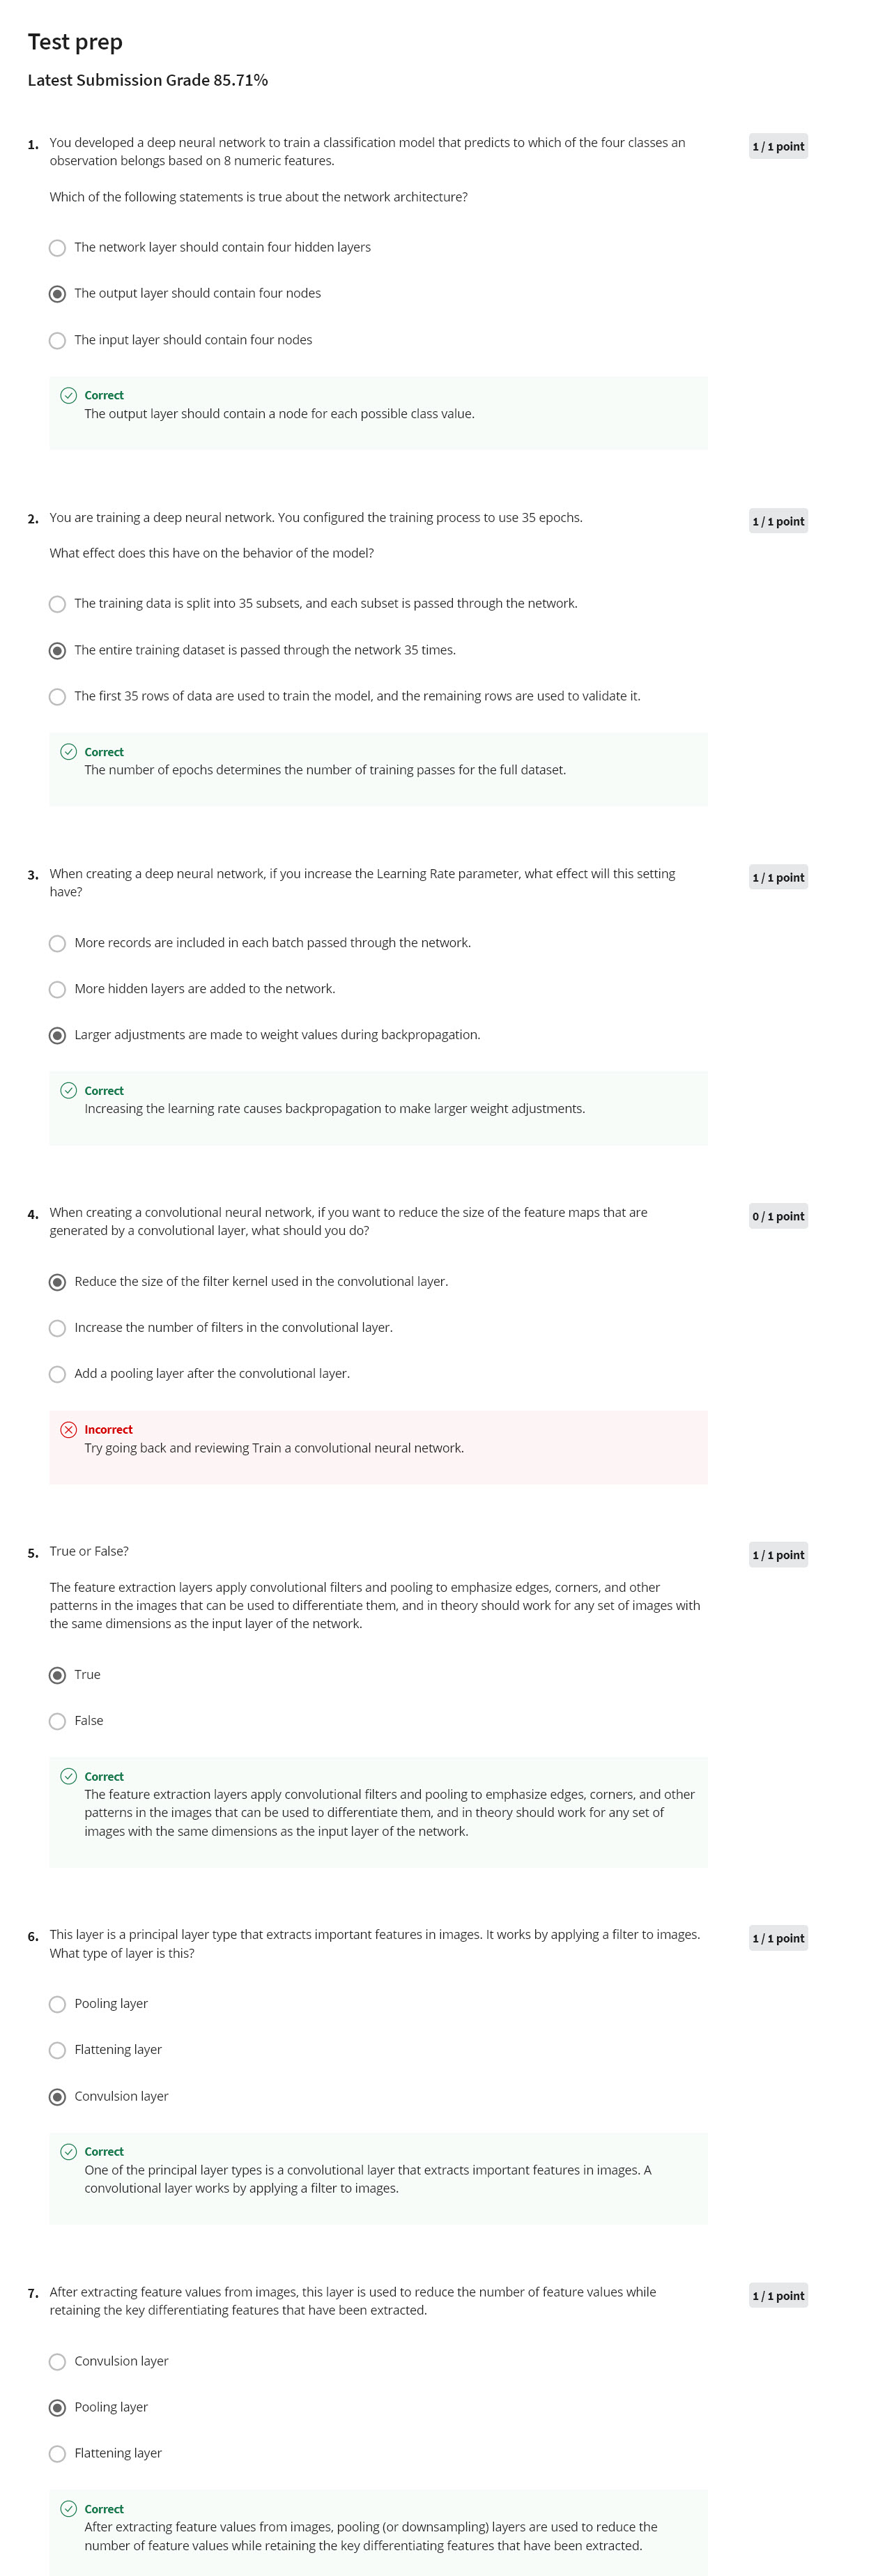 Test prep
Latest Submission Grade 85.71%
1. You developed a deep neural network to train a classification model that predicts to which of the four classes an
observation belongs based on 8 numeric features.
1 / 1 point
Which of the following statements is true about the network architecture?
The network layer should contain four hidden layers
The output layer should contain four nodes
The input layer should contain four nodes
Correct
The output layer should contain a node for each possible class value.
2. You are training a deep neural network. You configured the training process to use 35 epochs.
1 / 1 point
What effect does this have on the behavior of the model?
The training data is split into 35 subsets, and each subset is passed through the network.
The entire training dataset is passed through the network 35 times.
The first 35 rows of data are used to train the model, and the remaining rows are used to validate it.
Correct
The number of epochs determines the number of training passes for the full dataset.
3. When creating a deep neural network, if you increase the Learning Rate parameter, what effect will this setting
have?
1 / 1 point
More records are included in each batch passed through the network.
More hidden layers are added to the network.
Larger adjustments are made to weight values during backpropagation.
Correct
Increasing the learning rate causes backpropagation to make larger weight adjustments.
4. When creating a convolutional neural network, if you want to reduce the size of the feature maps that are
generated by a convolutional layer, what should you do?
0 / 1 point
Reduce the size of the filter kernel used in the convolutional layer.
Increase the number of filters in the convolutional layer.
Add a pooling layer after the convolutional layer.
Incorrect
Try going back and reviewing Train a convolutional neural network.
5. True or False?
1 / 1 point
The feature extraction layers apply convolutional filters and pooling to emphasize edges, corners, and other
patterns in the images that can be used to differentiate them, and in theory should work for any set of images with
the same dimensions as the input layer of the network.
True
False
Correct
The feature extraction layers apply convolutional filters and pooling to emphasize edges, corners, and other
patterns in the images that can be used to differentiate them, and in theory should work for any set of
images with the same dimensions as the input layer of the network.
6. This layer is a principal layer type that extracts important features in images. It works by applying a filter to images.
What type of layer is this?
1 / 1 point
Pooling layer
Flattening layer
Convulsion layer
Correct
One of the principal layer types is a convolutional layer that extracts important features in images. A
convolutional layer works by applying a filter to images.
7. After extracting feature values from images, this layer is used to reduce the number of feature values while
retaining the key differentiating features that have been extracted.
1 / 1 point
Convulsion layer
Pooling layer
Flattening layer
Correct
After extracting feature values from images, pooling (or downsampling) layers are used to reduce the
number of feature values while retaining the key differentiating features that have been extracted.